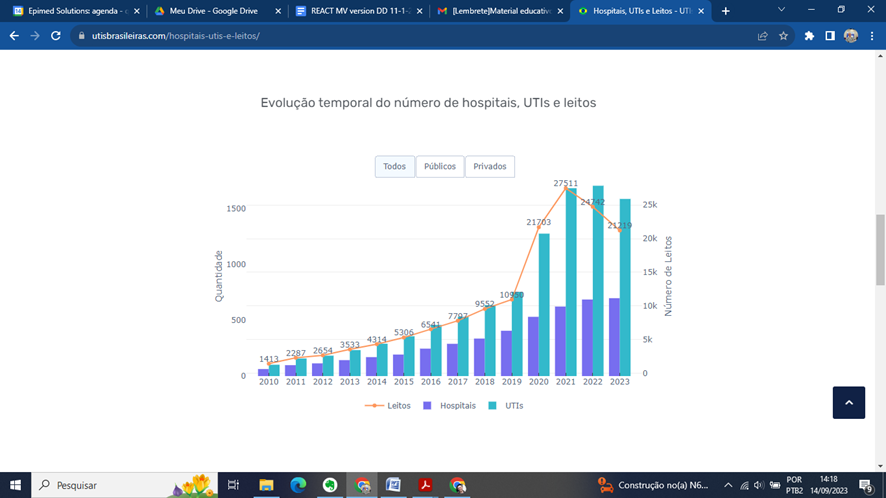 Epimed Solutions: agenda - c
Meu Drive - Google Drive
REACT MV version DD 11-1-2
[Lembrete]Material educativo
Hospitais, UTIs e Leitos - UTI
utisbrasileiras.com/hospitais-utis-e-leitos/
Evolução temporal do número de hospitais, UTIs e leitos
Todos Públicos Privados
1500
1000
500
0
Quantidade
1413 2287 2654 3533 4314 5306 6541 7797 9552 10950 21703 27511 24742 21219
25k
20k
15k
10k
5k
0
Número de Leitos
2010 2011 2012 2013 2014 2015 2016 2017 2018 2019 2020 2021 2022 2023
Leitos Hospitais UTIs
Pesquisar
Construção no(a) N6...
POR
PTB2
14:18
14/09/2023
9